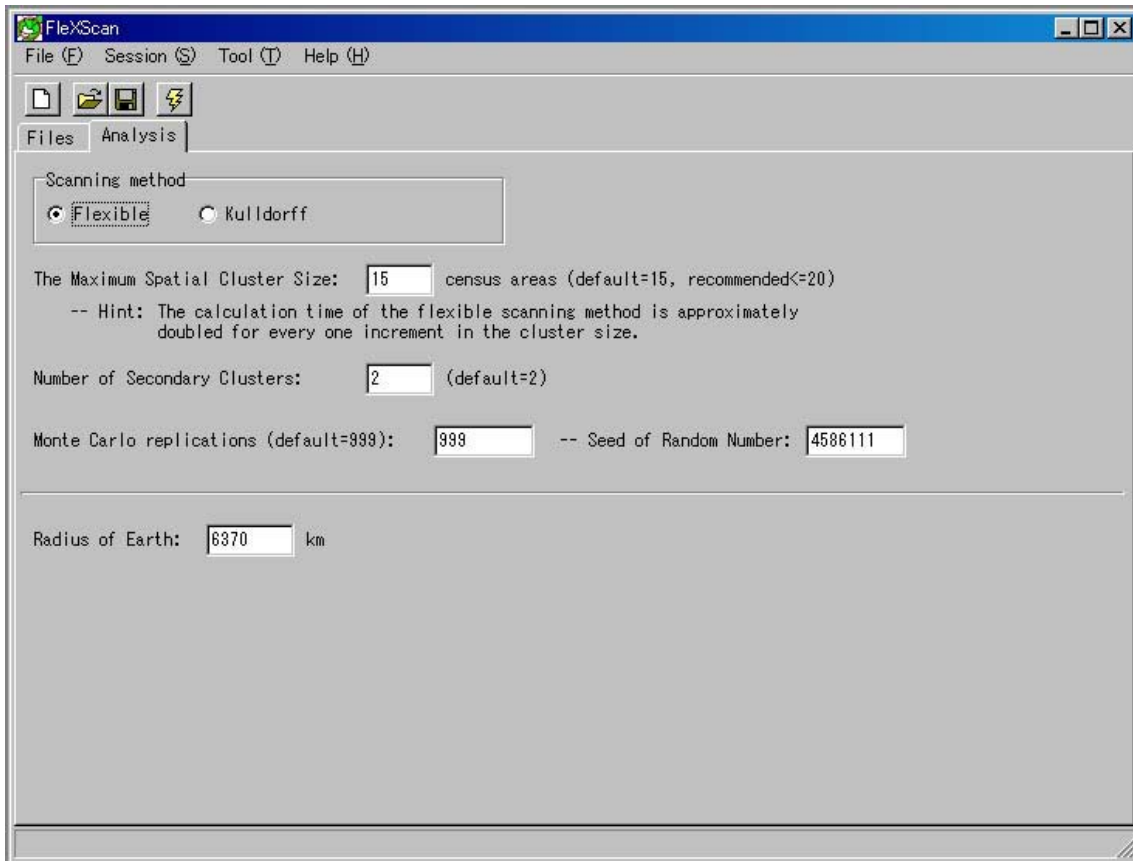 FleXScan
File (F) Session (S) Tool (T) Help (H)
Files Analysis
Scanning method
Flexible Kulldorff
The Maximum Spatial Cluster Size: 15 census areas (default=15, recommended<=20)
-- Hint: The calculation time of the flexible scanning method is approximately
doubled for every one increment in the cluster size.
Number of Secondary Clusters: 2 (default=2)
Monte Carlo replications (default=999): 999 -- Seed of Random Number: 4586111
Radius of Earth: 6370 km